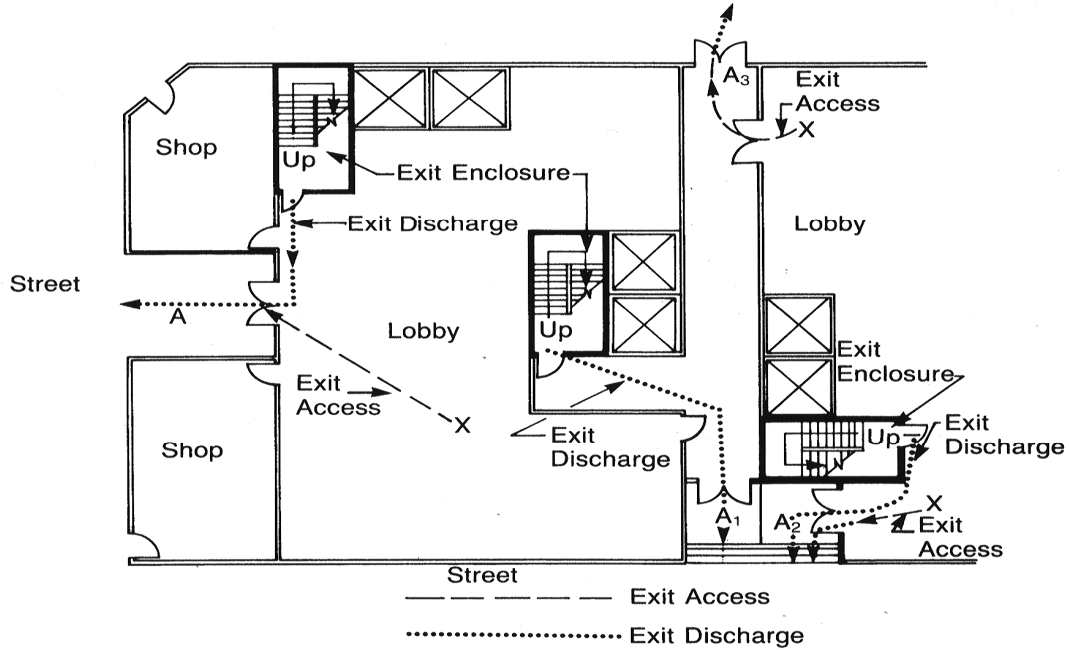 A3
Exit
Access
X
Shop
Up
Exit Enclosure
Exit Discharge
Lobby
Street
A
Lobby
Up
Exit
Enclosure
Exit
Access
X
Exit
Discharge
Up
Exit
Discharge
Shop
A1
A2
X
Exit
Access
Street
Exit Access
Exit Discharge